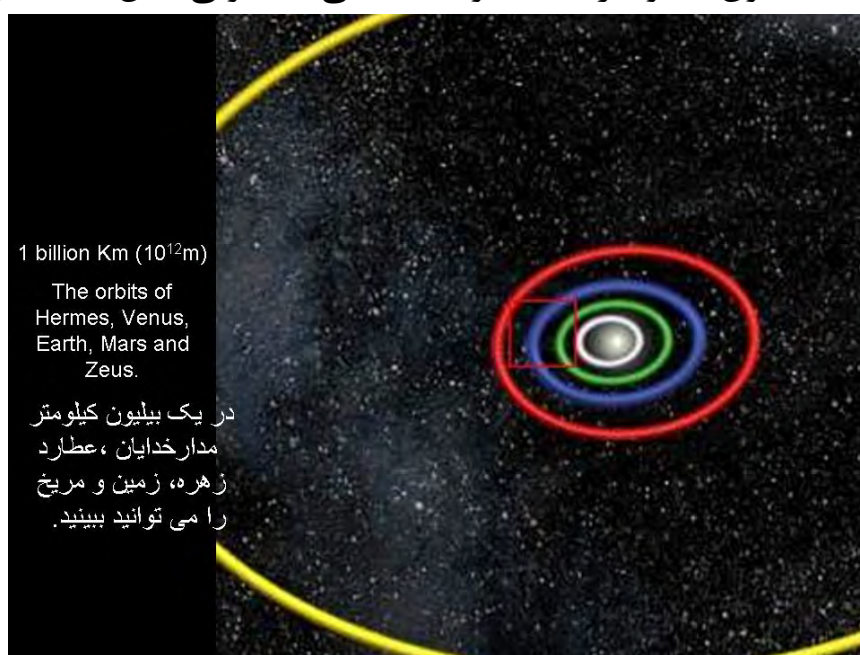 1 billion Km (10¹²m)
The orbits of
Hermes, Venus,
Earth, Mars and
Zeus.
در یک بیلیون کیلومتر
مدارخدایان ،عطارد
زهره، زمین و مریخ
را می توانید ببینید.